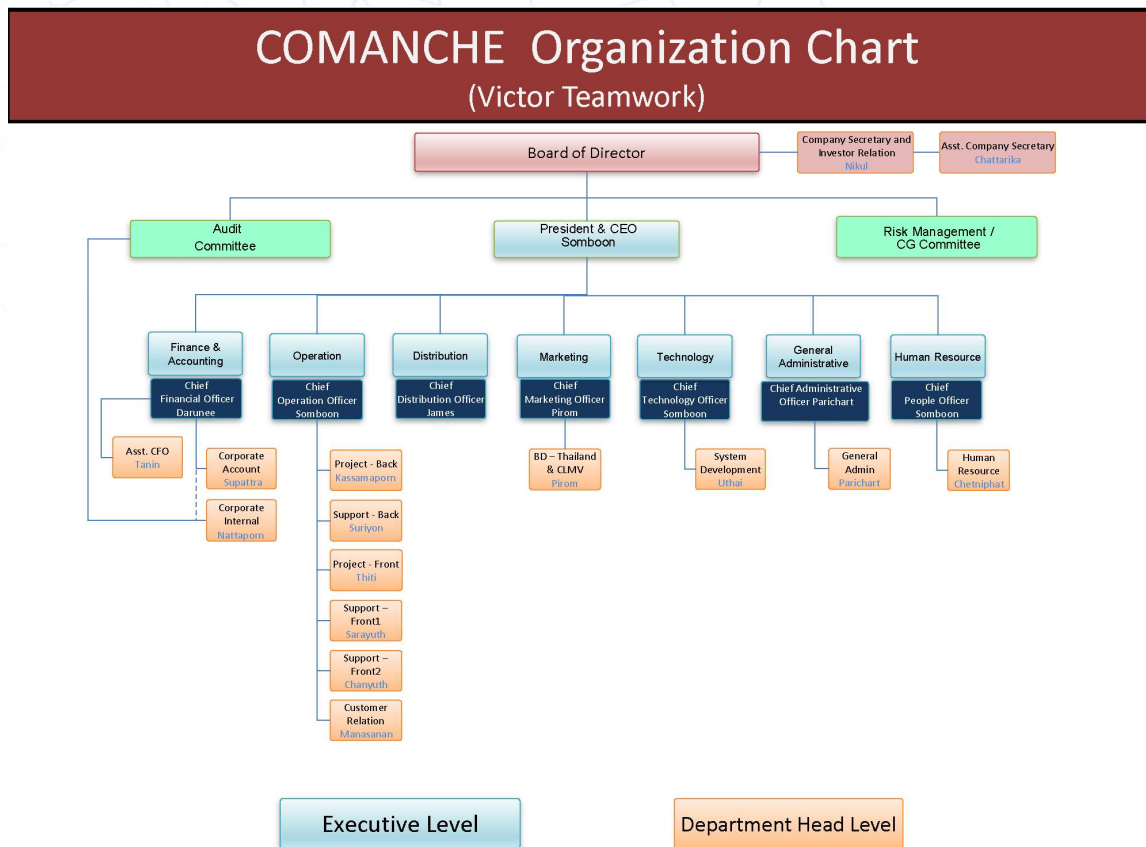 COMANCHE Organization Chart
(Victor Teamwork)
Board of Director
Company Secretary and
Investor Relation
Nikul
Asst. Company Secretary
Chattarika
Audit
Committee
President & CEO
Somboon
Risk Management /
CG Committee
Finance &
Accounting
Operation
Distribution
Marketing
Technology
General
Administrative
Human Resource
Chief
Financial Officer
Darunee
Chief
Operation Officer
Somboon
Chief
Distribution Officer
James
Chief
Marketing Officer
Pirom
Chief
Technology Officer
Somboon
Chief Administrative
Officer Parichart
Chief
People Officer
Somboon
Asst. CFO
Tanin
Corporate
Account
Supattra
Corporate
Internal
Nattaporn
Project - Back
Kassamaporn
Support - Back
Suriyon
Project - Front
Thiti
Support –
Front1
Sarayuth
Support –
Front2
Chanyuth
Customer
Relation
Manasanan
BD – Thailand
& CLMV
Pirom
System
Development
Uthai
General
Admin
Parichart
Human
Resource
Chetniphat
Executive Level
Department Head Level